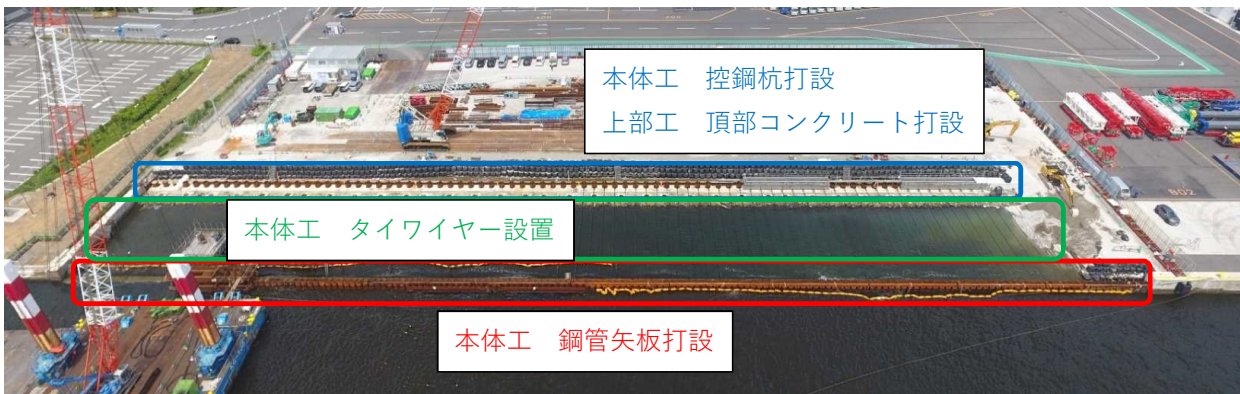 本体工　控鋼杭打設
上部工　頂部コンクリート打設
本体工　タイワイヤー設置
本体工　鋼管矢板打設
802